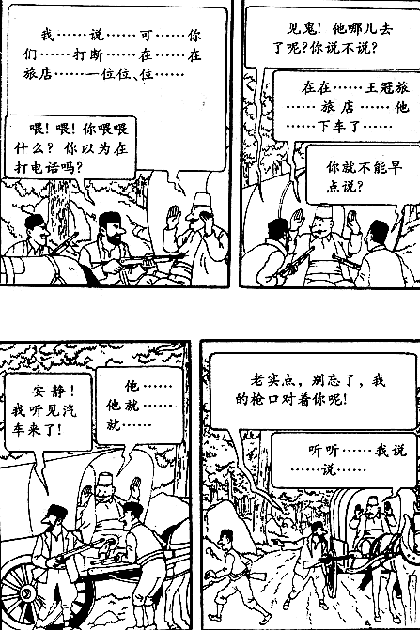 我……说……可……你
们……打断……在……在
旅店……一位位、位……
喂！喂！你喂喂
什么？你以为在
打电话吗？
见鬼！他哪儿去
了呢？你说不说？
在在……王冠旅
……旅店……他
……下车了……
你就不能早
点说？
安静！
我听见汽
车来了！
他……
他就……
就……
老实点，别忘了，我
的枪口对着你呢！
听听……我说
……说……